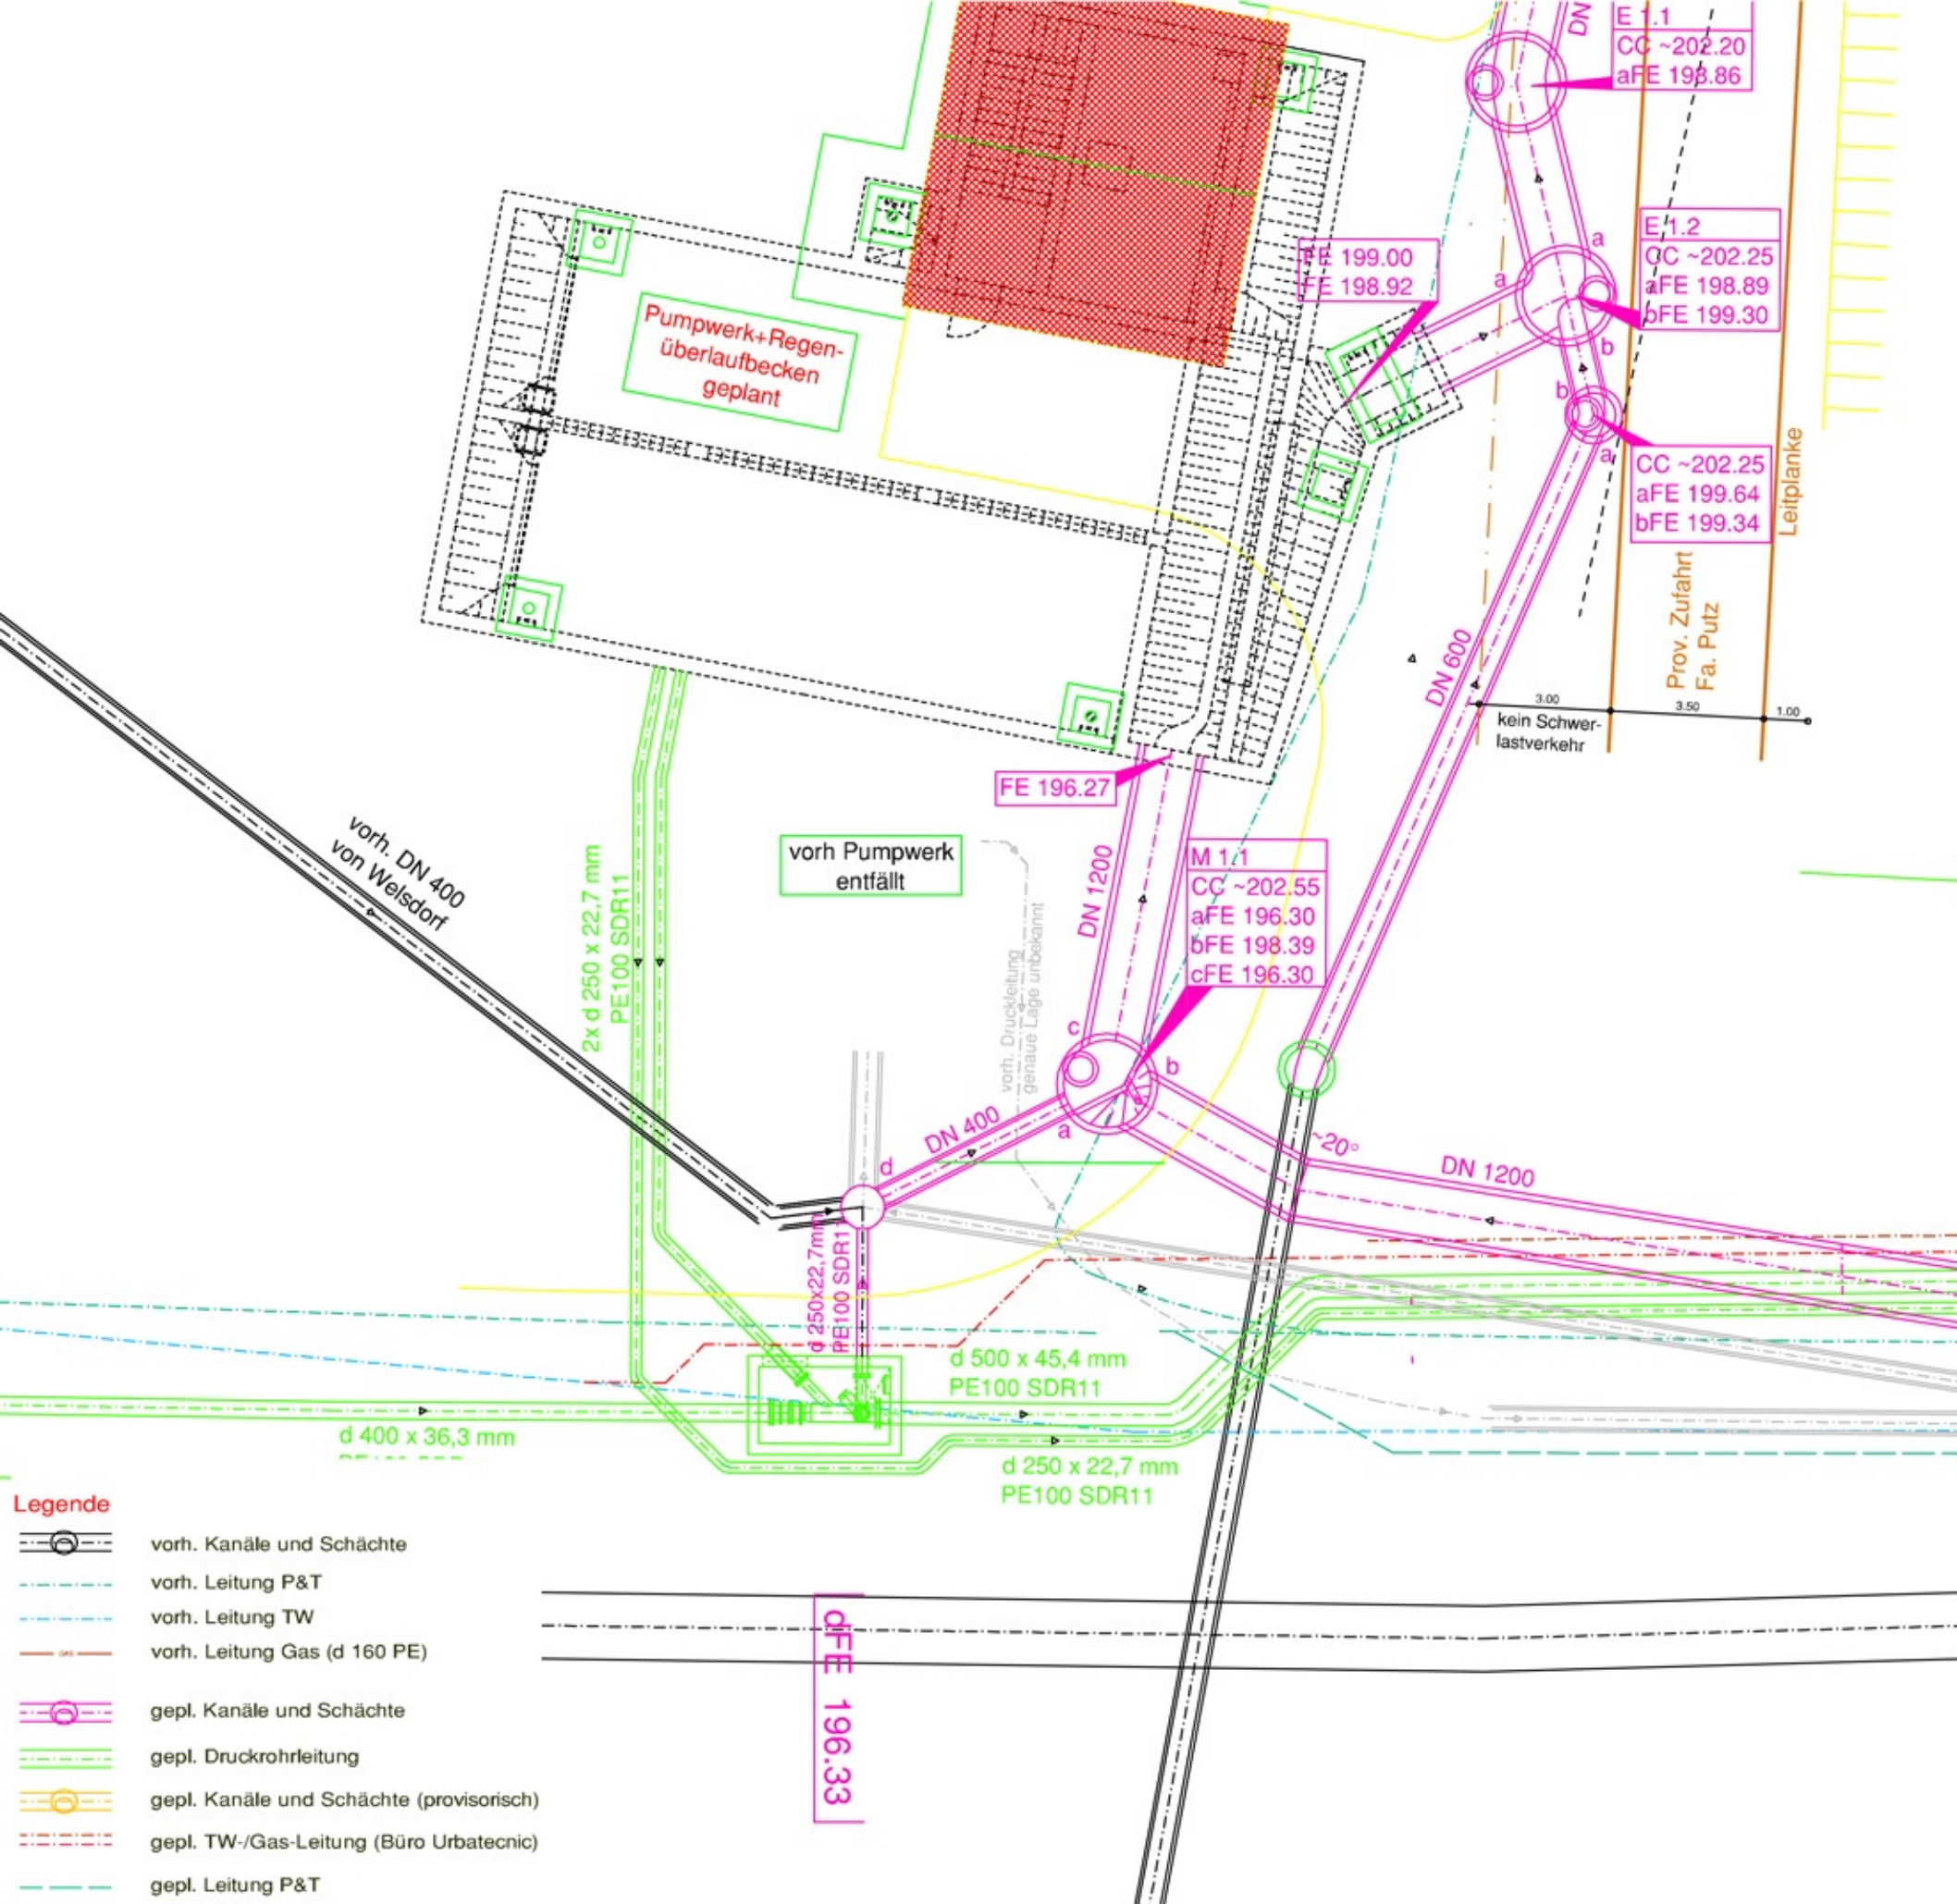 DN
E 1.1
CC ~202.20
aFE 198.86
a
a
b
E 1.2
CC ~202.25
aFE 198.89
bFE 199.30
FE 199.00
FE 198.92
Pumpwerk+Regen-
überlaufbecken
geplant
b
a
CC ~202.25
aFE 199.64
bFE 199.34
Leitplanke
Prov. Zufahrt
Fa. Putz
DN 600
3.00
3.50
1.00
kein Schwer-
lastverkehr
FE 196.27
vorh. DN 400
von Welsdorf
2x d 250 x 22,7 mm
PE100 SDR11
vorh Pumpwerk
entfällt
vorh. Druckleitung
genaue Lage unbekannt
DN 1200
M 1.1
CC ~202.55
aFE 196.30
bFE 198.39
cFE 196.30
c
b
a
d
DN 400
~20°
DN 1200
d 250x22,7mm
PE100 SDR11
d 500 x 45,4 mm
PE100 SDR11
d 400 x 36,3 mm
d 250 x 22,7 mm
PE100 SDR11
Legende
vorh. Kanäle und Schächte
vorh. Leitung P&T
vorh. Leitung TW
GAS
vorh. Leitung Gas (d 160 PE)
gepl. Kanäle und Schächte
gepl. Druckrohrleitung
gepl. Kanäle und Schächte (provisorisch)
gepl. TW-/Gas-Leitung (Büro Urbatecnic)
gepl. Leitung P&T
dFE 196.33